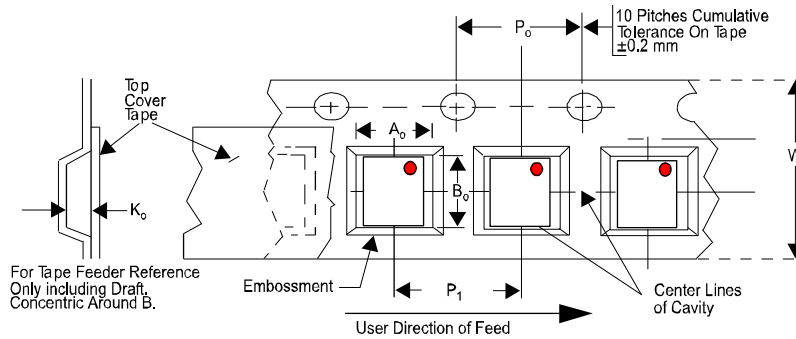 10 Pitches Cumulative
Tolerance On Tape
±0.2 mm
Po
Top
Cover
Tape
Ao
W
Bo
Ko
For Tape Feeder Reference
Only including Draft.
Concentric Around B.
Embossment
P1
Center Lines
of Cavity
User Direction of Feed